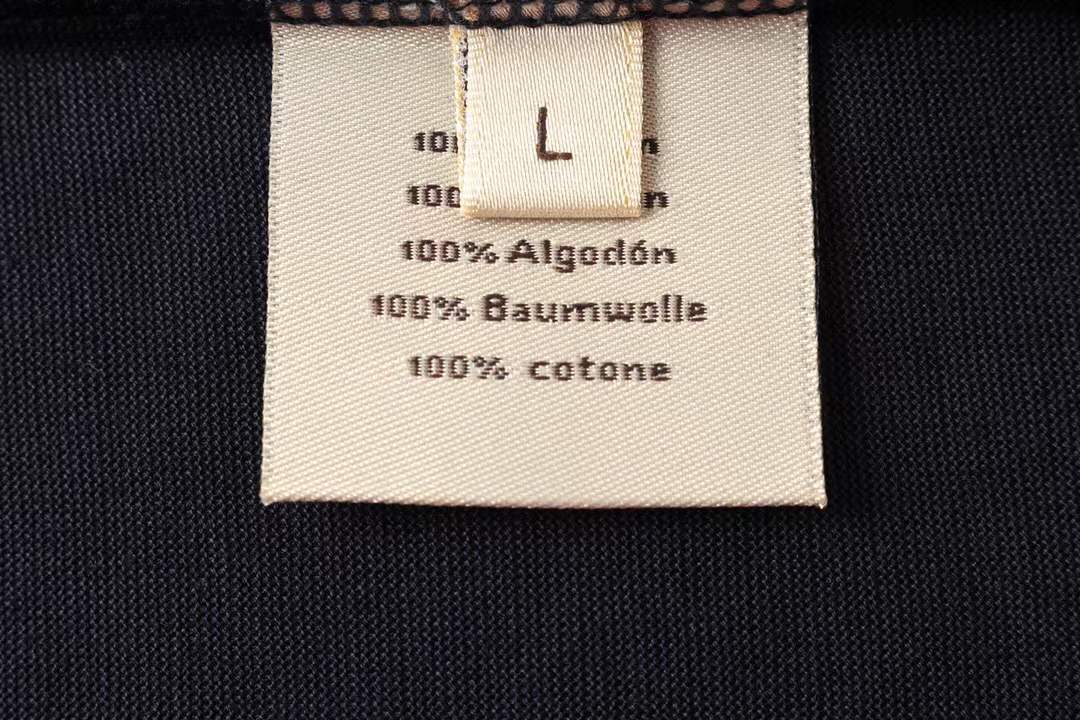 L
100% Algodón
100% Baumwolle
100% cotone